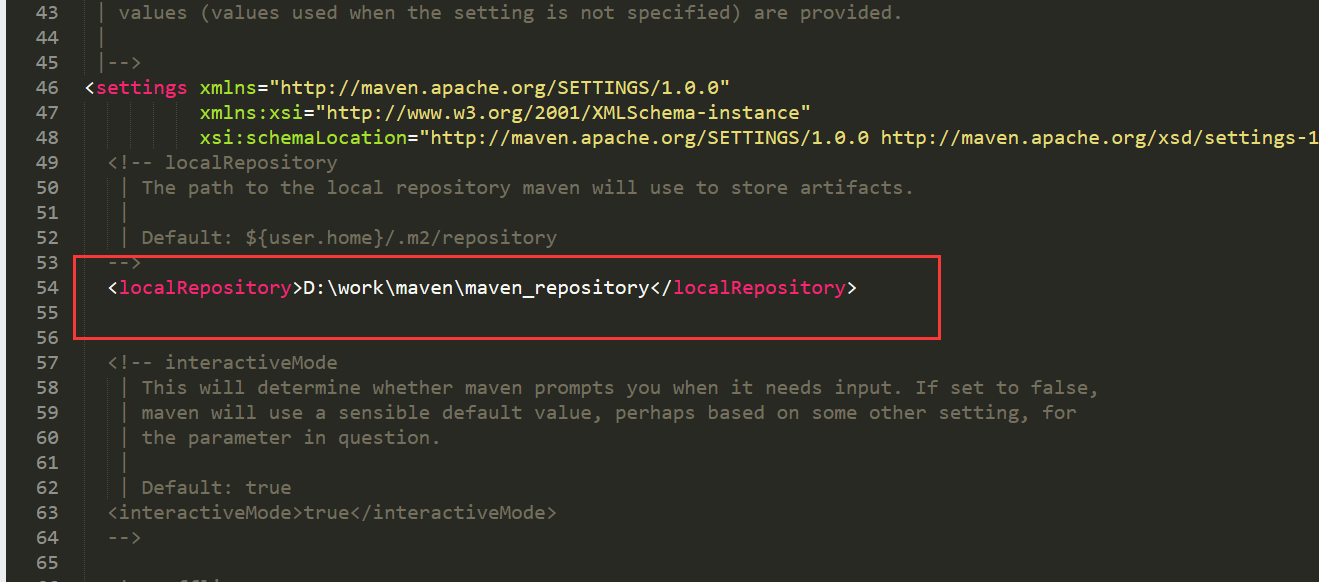 43 | values (values used when the setting is not specified) are provided.
44 |
45 |-->
46 <settings xmlns="http://maven.apache.org/SETTINGS/1.0.0"
47 xmlns:xsi="http://www.w3.org/2001/XMLSchema-instance"
48 xsi:schemaLocation="http://maven.apache.org/SETTINGS/1.0.0 http://maven.apache.org/xsd/settings-1
49 <!-- localRepository
50 | The path to the local repository maven will use to store artifacts.
51 |
52 | Default: ${user.home}/.m2/repository
53 -->
54 <localRepository>D:\work\maven\maven_repository</localRepository>
55
56
57 <!-- interactiveMode
58 | This will determine whether maven prompts you when it needs input. If set to false,
59 | maven will use a sensible default value, perhaps based on some other setting, for
60 | the parameter in question.
61 |
62 | Default: true
63 <interactiveMode>true</interactiveMode>
64 -->
65